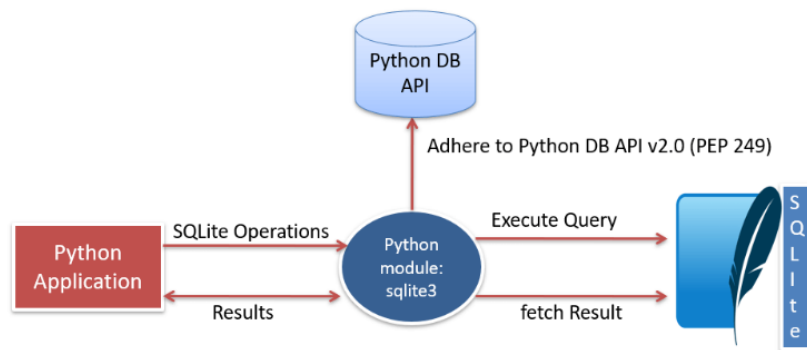 Python DB
API
Adhere to Python DB API v2.0 (PEP 249)
Python
Application
SQLite Operations
Results
Python
module:
sqlite3
Execute Query
fetch Result
S
Q
L
I
t
e